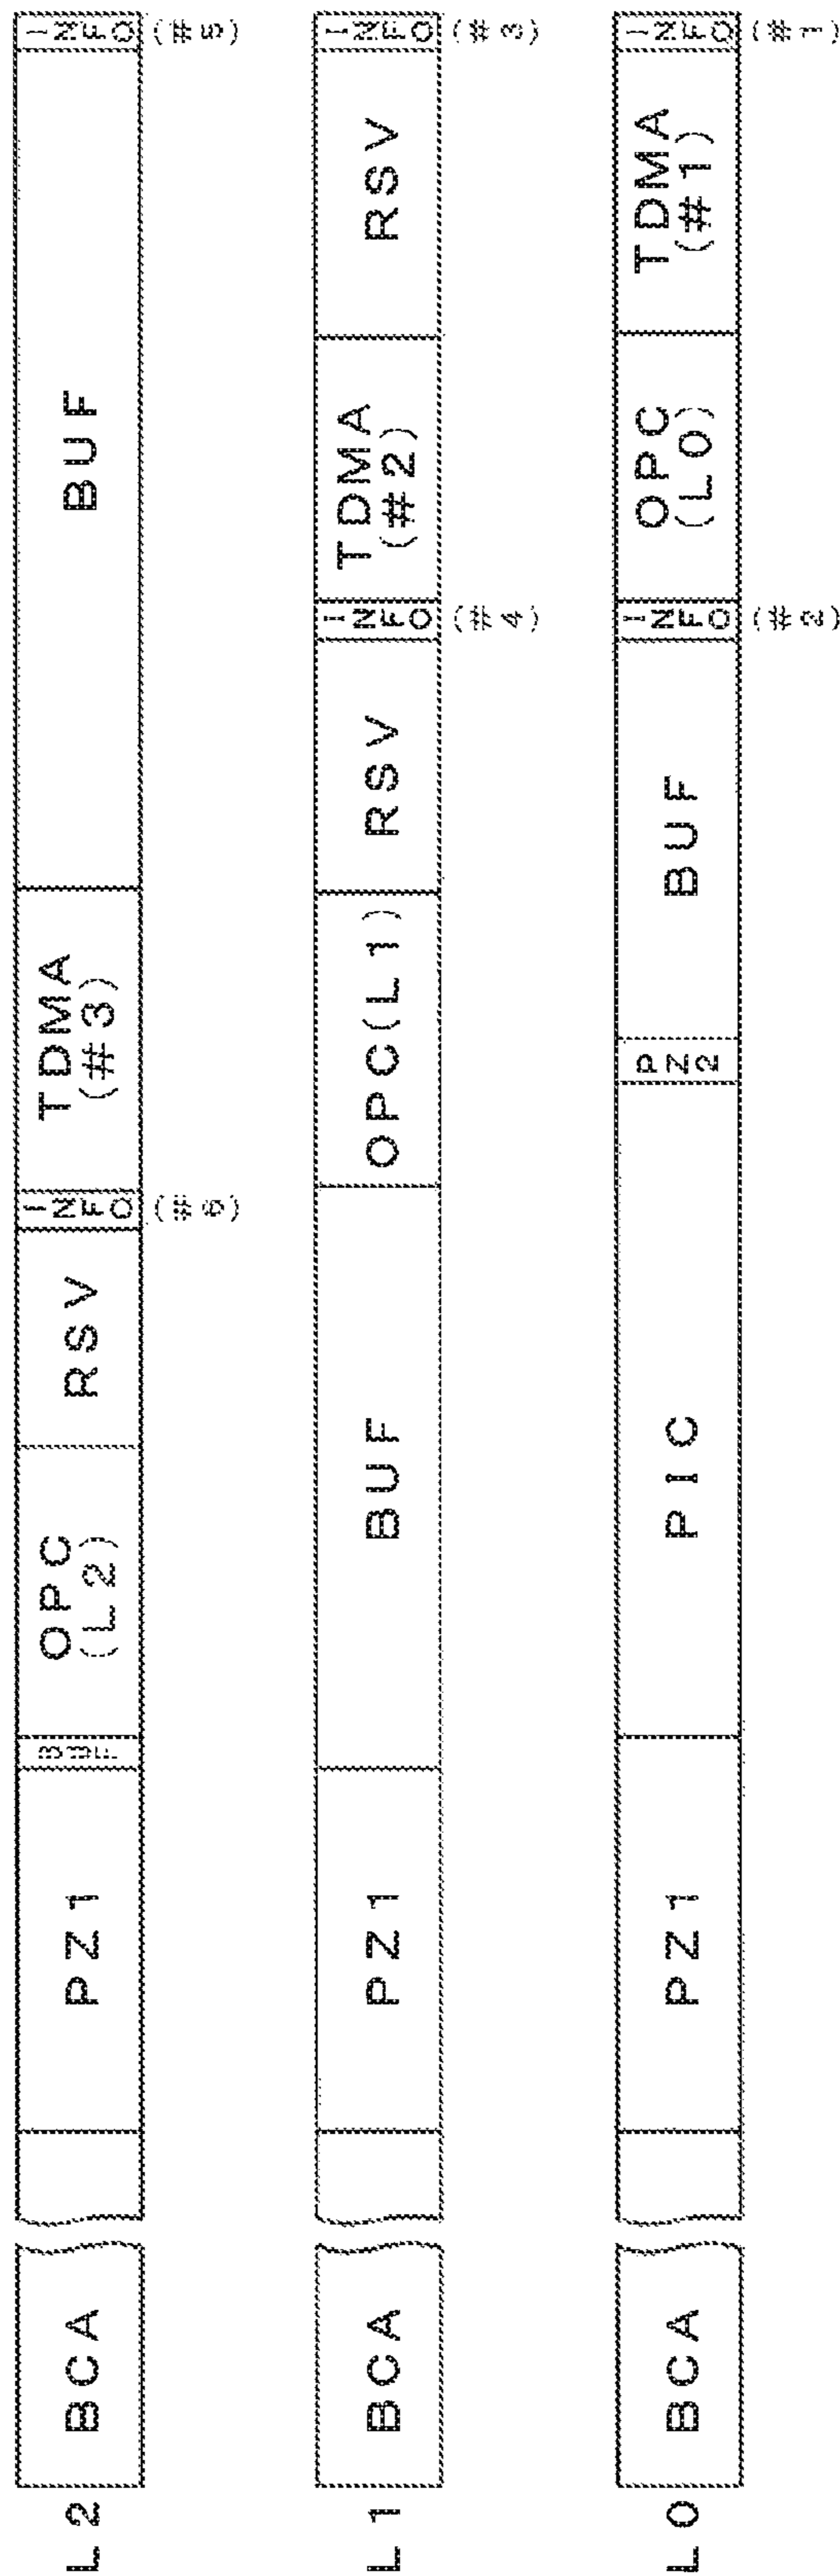 L2
BCA
PZ1
BUF
OPC
(L2)
RSV
INFO
(#6)
TDMA
(#3)
BUF
INFO
(#5)
L1
BCA
PZ1
BUF
OPC(L1)
RSV
INFO
(#4)
TDMA
(#2)
RSV
INFO
(#3)
L0
BCA
PZ1
PIC
PZ2
BUF
INFO
(#2)
OPC
(L0)
TDMA
(#1)
INFO
(#1)